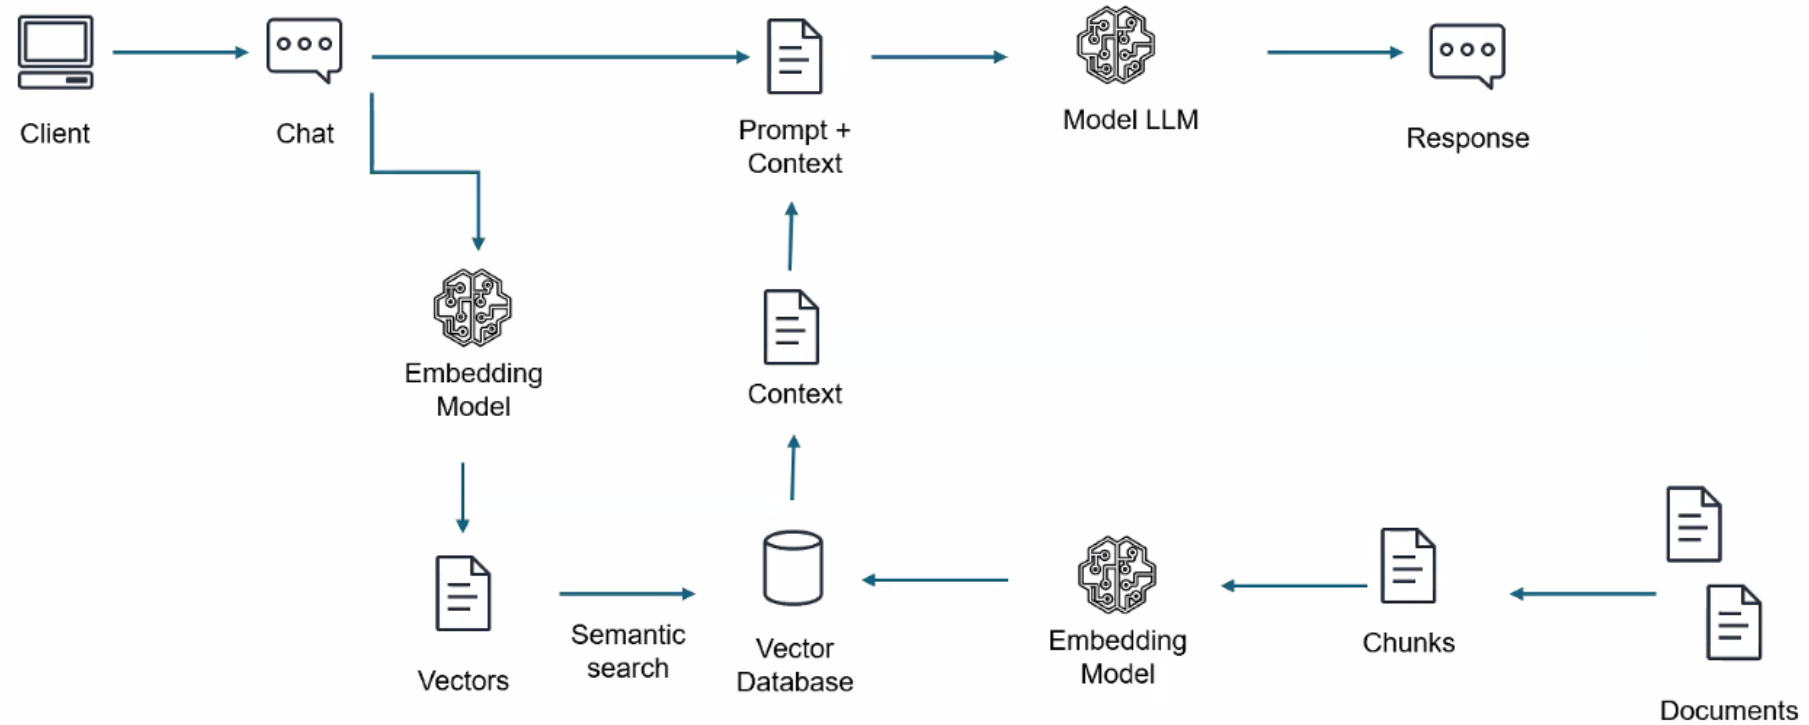 Client
Chat
Prompt +
Context
Model LLM
Response
Embedding
Model
Context
Vectors
Semantic
search
Vector
Database
Embedding
Model
Chunks
Documents